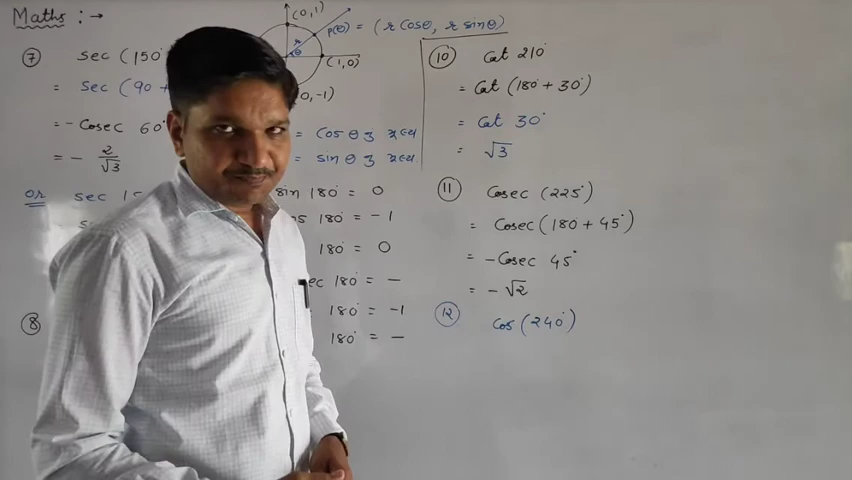 Maths :→
(0,1)
P(θ) = (r cosθ, r sinθ)
r
θ
(1,0)
0,-1)
⑦ sec (150°
= sec (90 +
= - cosec 60°
= - 2/√3
or sec 15
= cos θ
= sin θ
sin 180° = 0
180° = -1
180° = 0
ec 180° = -
180° = -1
180° = -
⑧
⑩ Cot 210°
= Cot (180° + 30°)
= Cot 30°
= √3
⑪ Cosec (225°)
= Cosec (180 + 45°)
= -Cosec 45°
= - √2
⑫ Cos (240°)